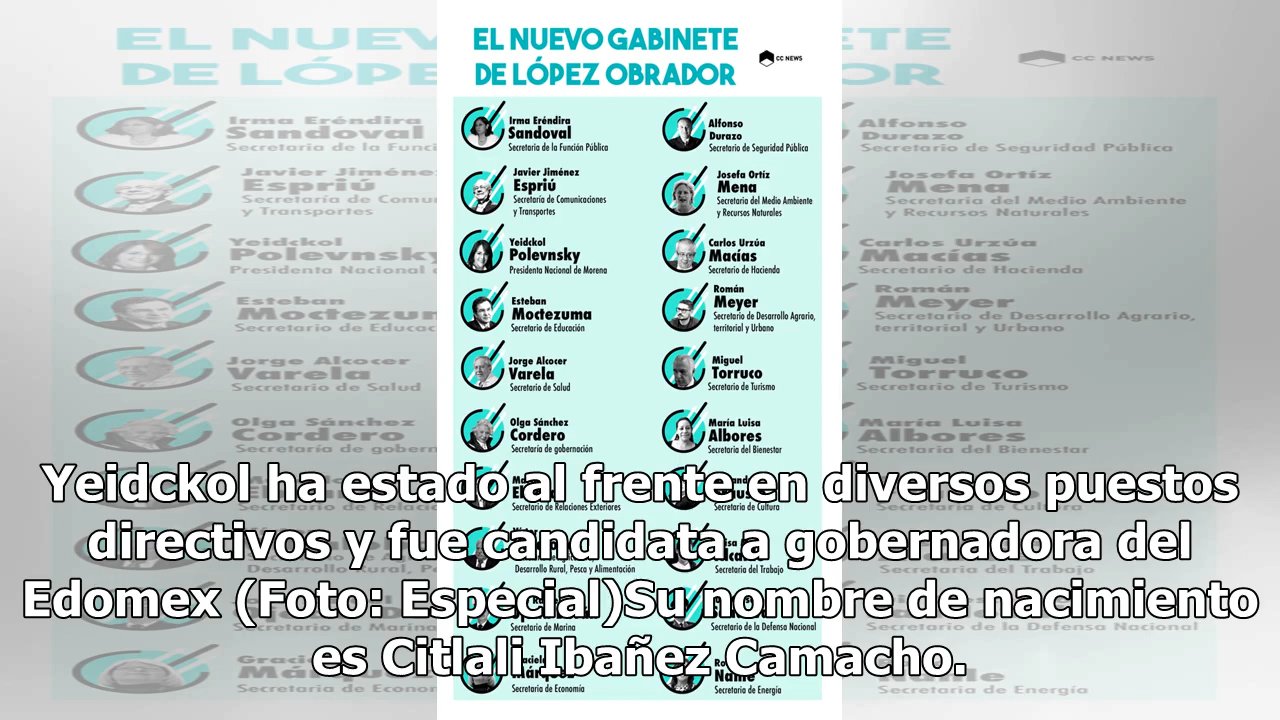 EL NUEVO GABINETE
DE LÓPEZ OBRADOR
CC NEWS
Irma Eréndira
Sandoval
Secretaria de la Función Pública
Javier Jiménez
Espriú
Secretaría de Comunicaciones
y Transportes
Yeidckol
Polevnsky
Presidenta Nacional de Morena
Esteban
Moctezuma
Secretario de Educación
Jorge Alcocer
Varela
Secretario de Salud
Olga Sánchez
Cordero
Secretaria de gobernación
Secretario de Relaciones Exteriores
Desarrollo Rural, Pesca y Alimentación
Secretario de Marina
Graciela
Márquez
Secretaria de Economía
Alfonso
Durazo
Secretario de Seguridad Pública
Josefa Ortíz
Mena
Secretaria del Medio Ambiente
y Recursos Naturales
Carlos Urzúa
Macías
Secretario de Hacienda
Román
Meyer
Secretario de Desarrollo Agrario,
territorial y Urbano
Miguel
Torruco
Secretario de Turismo
María Luisa
Albores
Secretaria del Bienestar
Secretaria de Cultura
Secretaria del Trabajo
Secretario de la Defensa Nacional
Nahle
Secretaria de Energía
Yeidckol ha estado al frente en diversos puestos
directivos y fue candidata a gobernadora del
Edomex (Foto: Especial)Su nombre de nacimiento
es Citlali Ibañez Camacho.